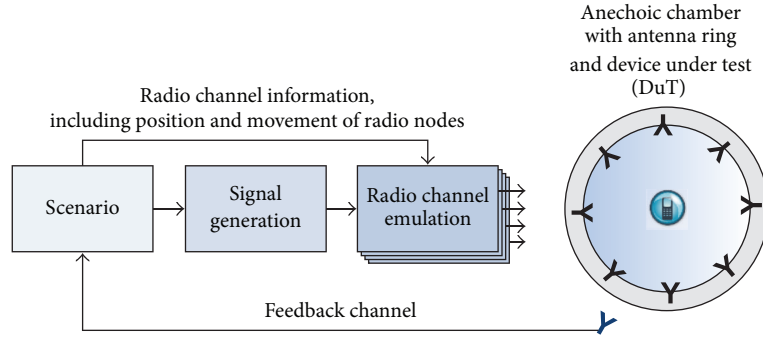 Anechoic chamber
with antenna ring
and device under test
(DuT)
Radio channel information,
including position and movement of radio nodes
Scenario
Signal
generation
Radio channel
emulation
Feedback channel